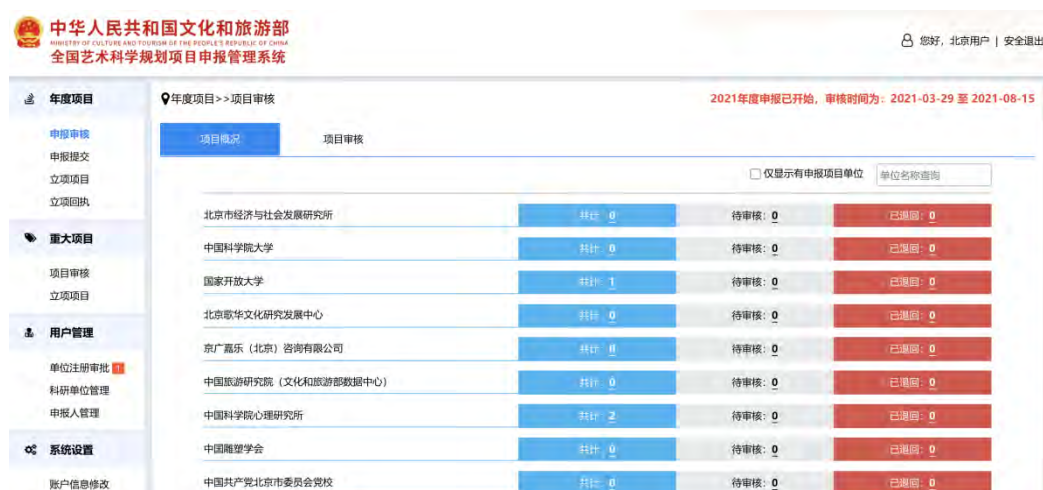 中华人民共和国文化和旅游部
MINISTRY OF CULTURE AND TOURISM OF THE PEOPLE'S REPUBLIC OF CHINA
全国艺术科学规划项目申报管理系统
您好，北京用户 | 安全退出
年度项目
申报审核
申报提交
立项项目
立项回执
重大项目
项目审核
立项项目
用户管理
单位注册审批
科研单位管理
申报人管理
系统设置
账户信息修改
年度项目>>项目审核
2021年度申报已开始，审核时间为：2021-03-29 至 2021-08-15
项目概况 项目审核
仅显示有申报项目单位 单位名称查询
北京市经济与社会发展研究所 共计 0 待审核：0 已退回：0
中国科学院大学 共计 0 待审核：0 已退回：0
国家开放大学 共计 1 待审核：0 已退回：0
北京歌华文化研究发展中心 共计 0 待审核：0 已退回：0
京广嘉乐（北京）咨询有限公司 共计 0 待审核：0 已退回：0
中国旅游研究院（文化和旅游部数据中心） 共计 0 待审核：0 已退回：0
中国科学院心理研究所 共计 2 待审核：0 已退回：0
中国雕塑学会 共计 0 待审核：0 已退回：0
中国共产党北京市委员会党校 共计 0 待审核：0 已退回：0